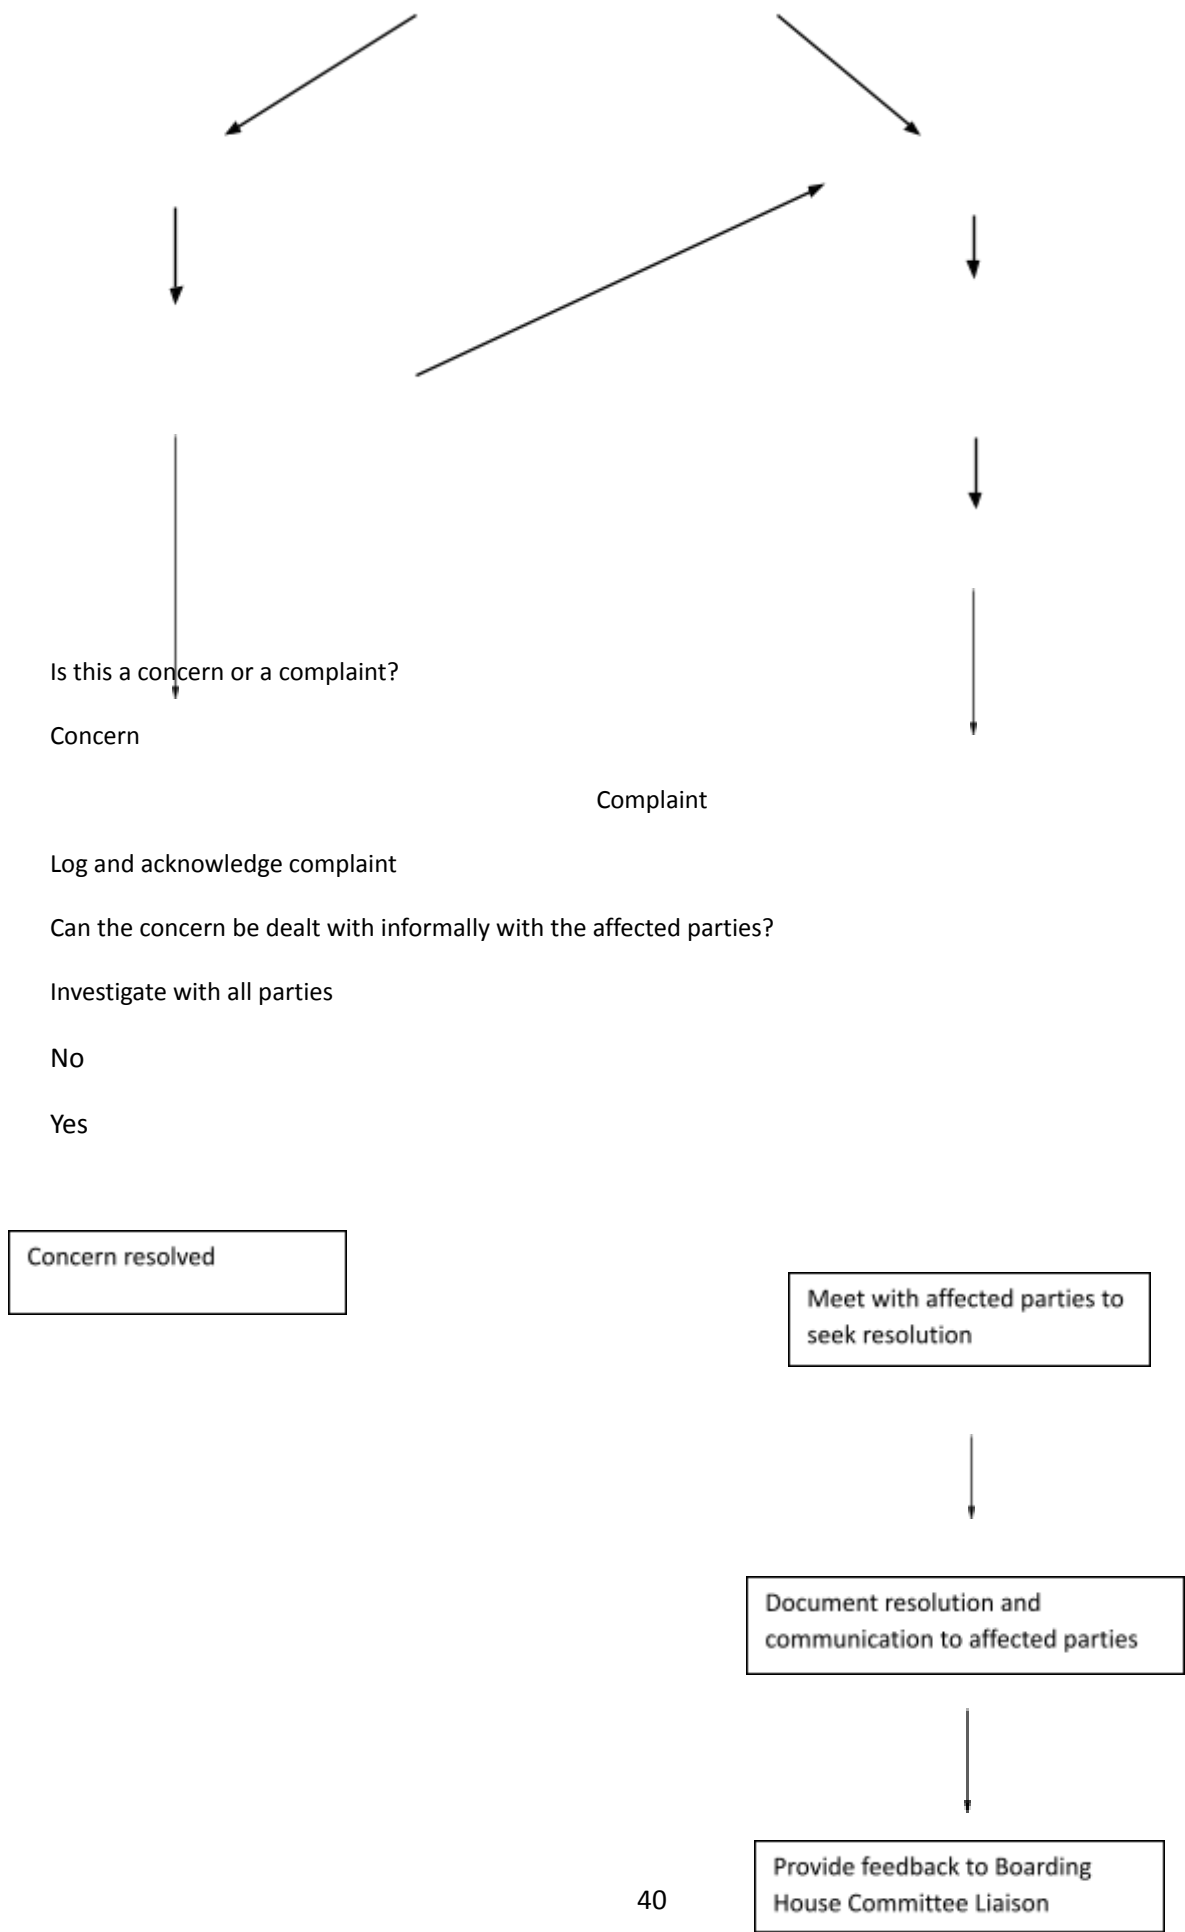 Is this a concern or a complaint?
Concern
Complaint
Log and acknowledge complaint
Can the concern be dealt with informally with the affected parties?
Investigate with all parties
No
Yes
Concern resolved
Meet with affected parties to
seek resolution
Document resolution and
communication to affected parties
Provide feedback to Boarding
House Committee Liaison
40